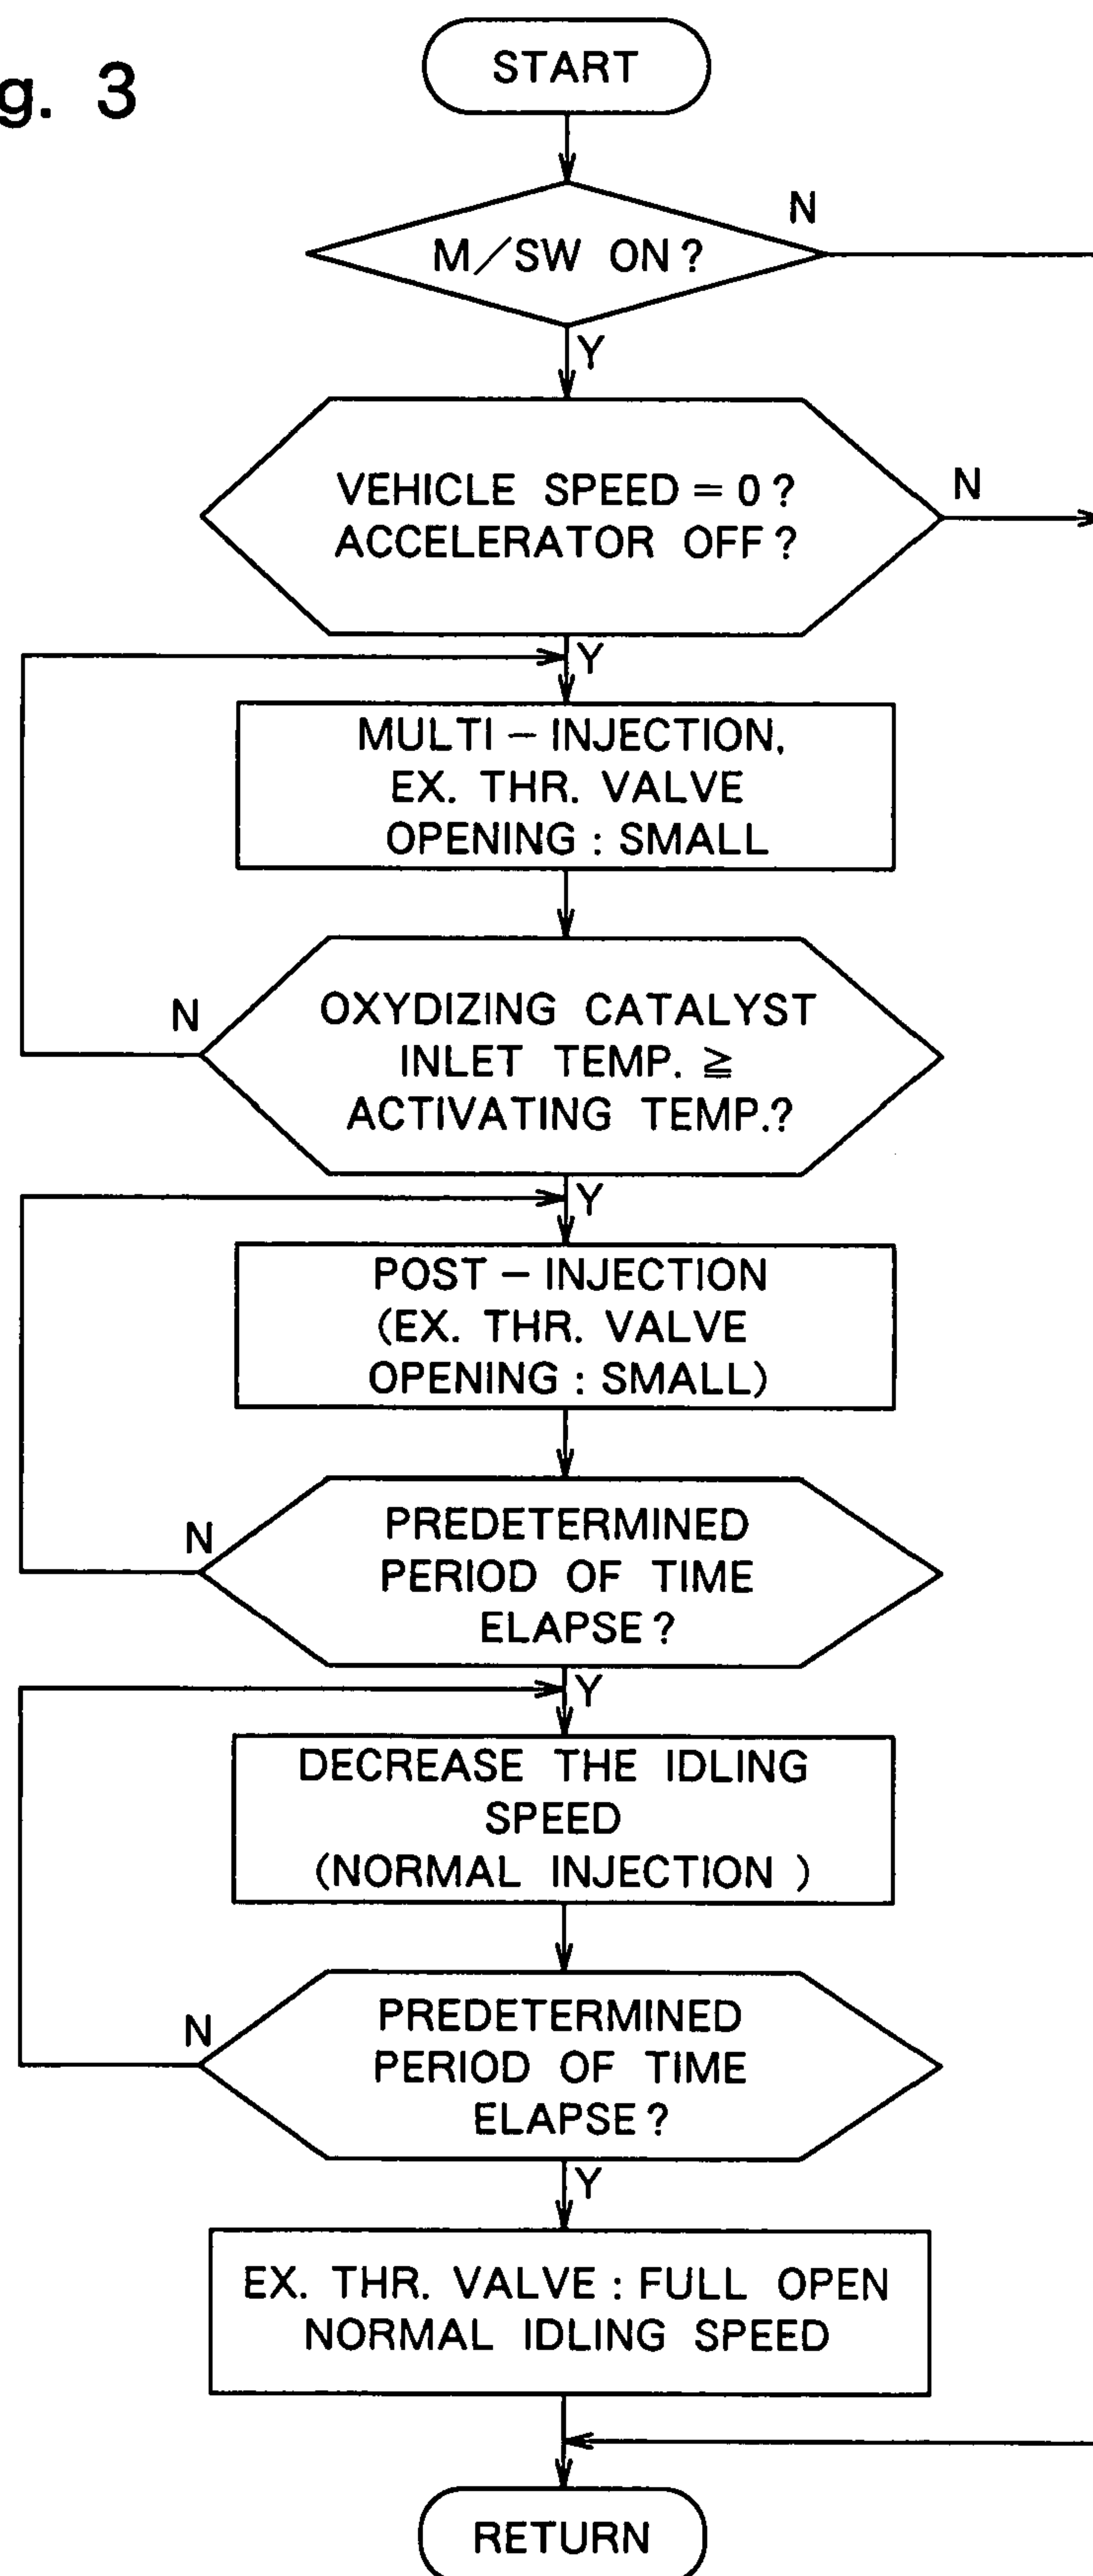 g. 3
START
N
M/SW ON?
Y
VEHICLE SPEED = 0?
ACCELERATOR OFF?
N
Y
MULTI – INJECTION,
EX. THR. VALVE
OPENING : SMALL
N
OXYDIZING CATALYST
INLET TEMP. ≧
ACTIVATING TEMP.?
Y
POST – INJECTION
(EX. THR. VALVE
OPENING : SMALL)
N
PREDETERMINED
PERIOD OF TIME
ELAPSE?
Y
DECREASE THE IDLING
SPEED
(NORMAL INJECTION )
N
PREDETERMINED
PERIOD OF TIME
ELAPSE?
Y
EX. THR. VALVE : FULL OPEN
NORMAL IDLING SPEED
RETURN